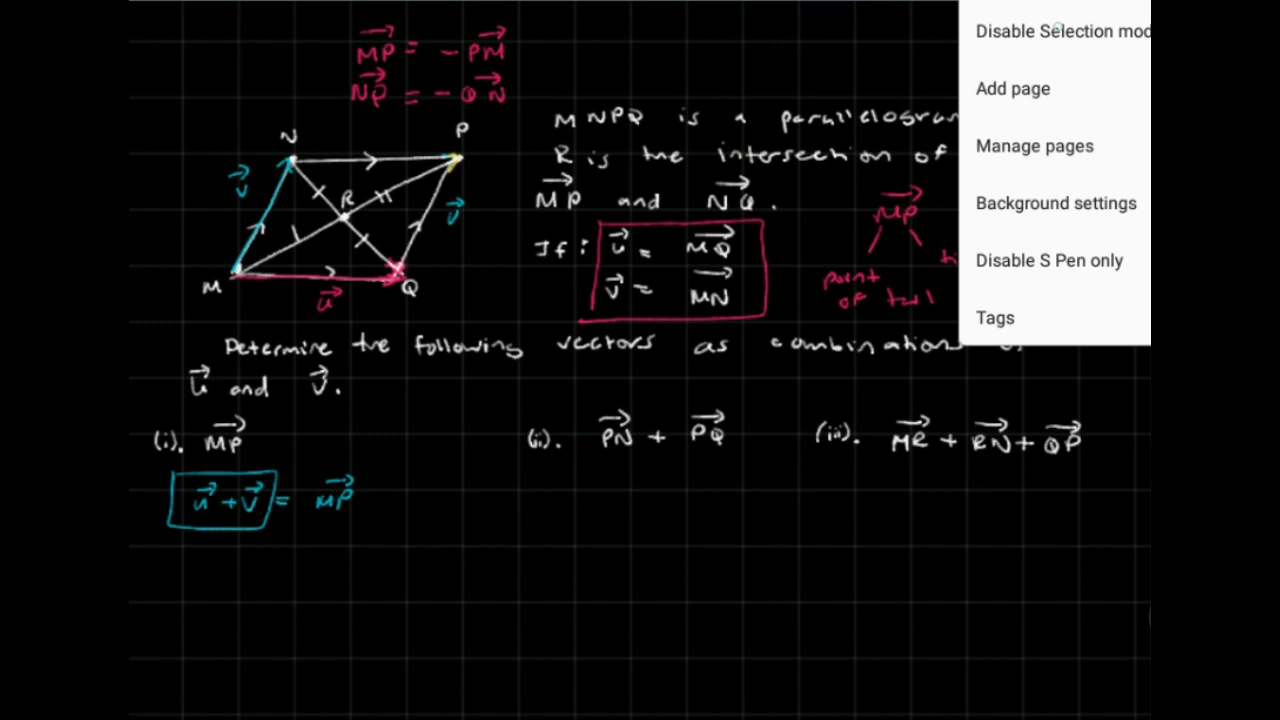 MP = - PM
NQ = - QN
Disable Selection mod
Add page
Manage pages
Background settings
Disable S Pen only
Tags
MNPQ is a parallelogram
R is the intersection of
MP and NQ.
If: u = MQ
v = MN
MP
point
of tail
ti
N
P
v
R
v
M
Q
u
Determine the following vectors as combinations
u and v.
(i). MP
(ii). PN + PQ
(iii). MR + RN + QP
u + v = MP